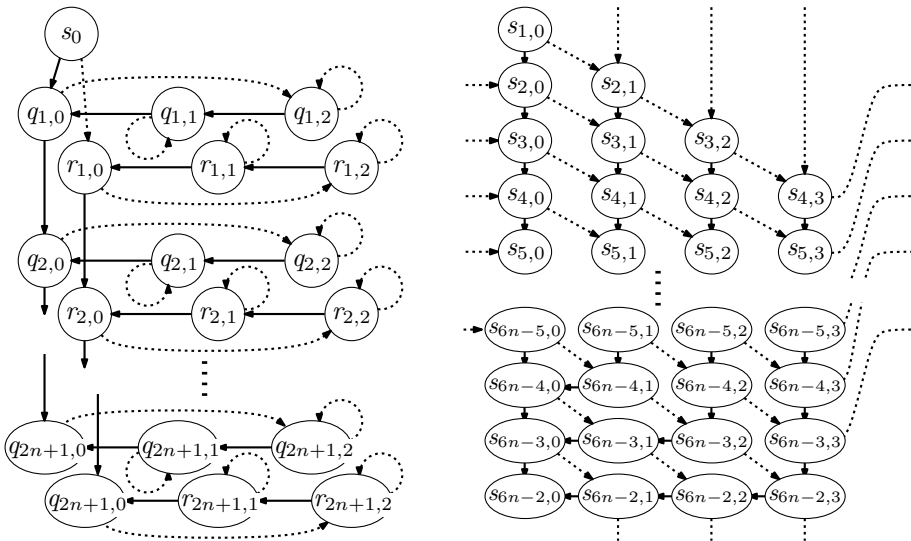 s0
q1,0 q1,1 q1,2
r1,0 r1,1 r1,2
q2,0 q2,1 q2,2
r2,0 r2,1 r2,2
q2n+1,0 q2n+1,1 q2n+1,2
q2n+1,0 r2n+1,1 r2n+1,2
s1,0
s2,0 s2,1
s3,0 s3,1 s3,2
s4,0 s4,1 s4,2 s4,3
s5,0 s5,1 s5,2 s5,3
s6n−5,0 s6n−5,1 s6n−5,2 s6n−5,3
s6n−4,0 s6n−4,1 s6n−4,2 s6n−4,3
s6n−3,0 s6n−3,1 s6n−3,2 s6n−3,3
s6n−2,0 s6n−2,1 s6n−2,2 s6n−2,3